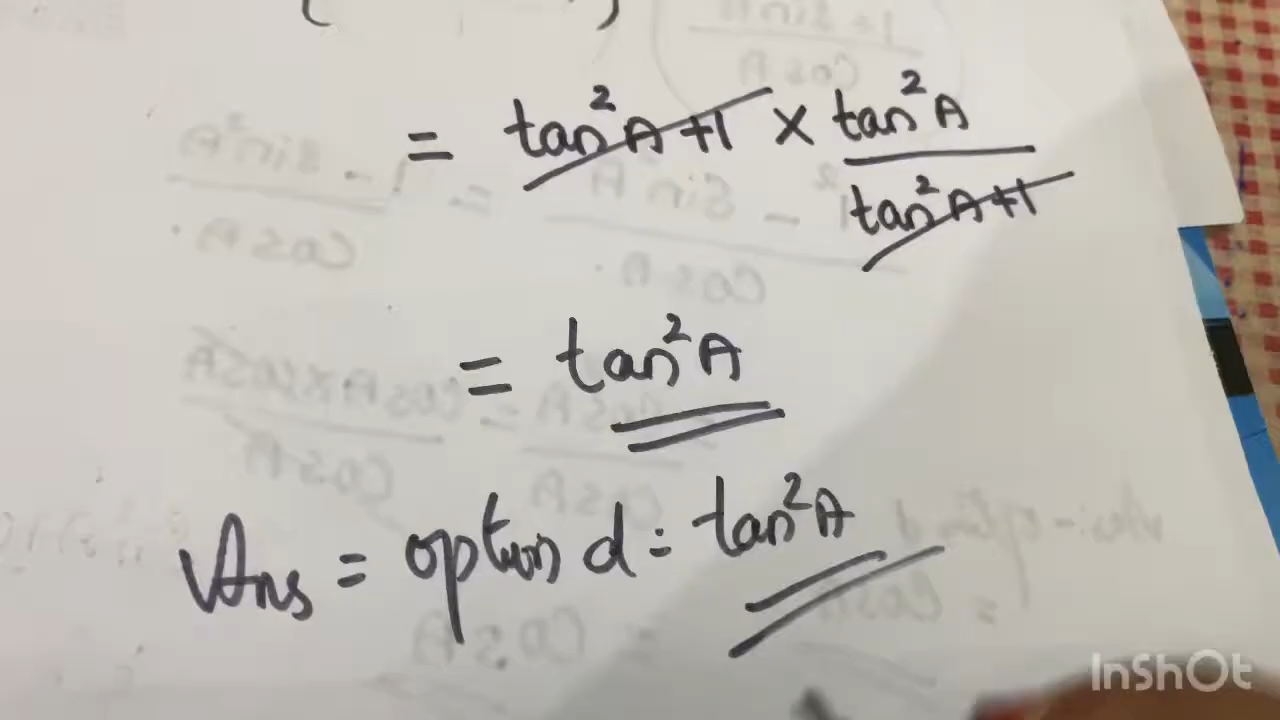 = tan²A+1 × tan²A / tan²A+1
= tan²A
Ans = option d: tan²A
InShOt